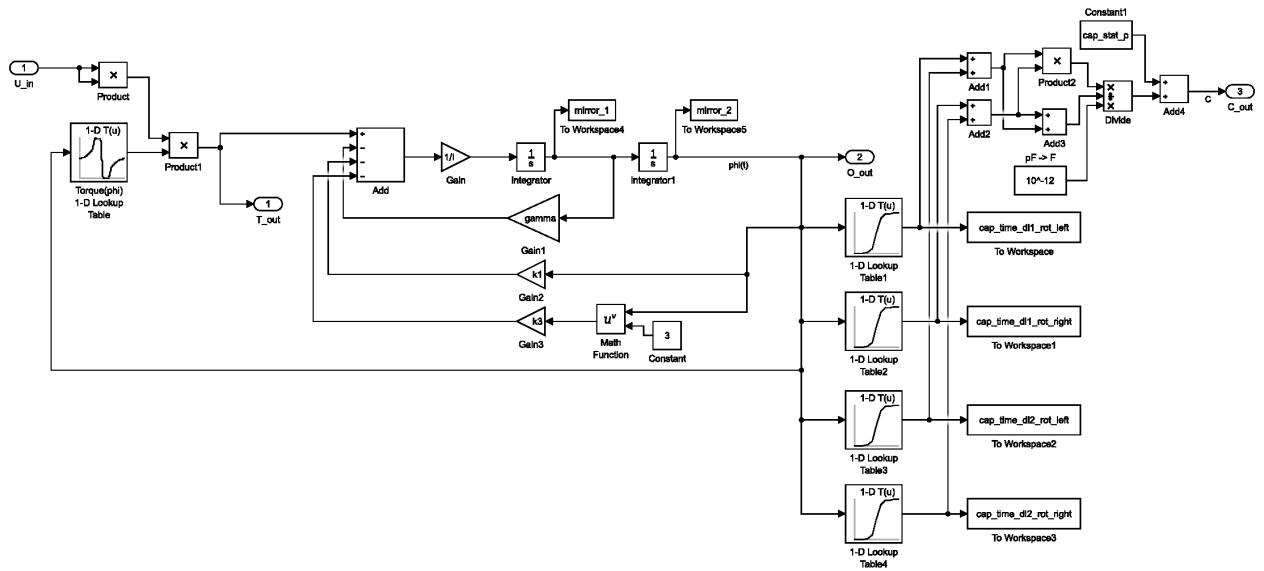 Constant1
cap_stat_p
1
U_in
×
Product
1-D T(u)
Torque(phi)
1-D Lookup
Table
×
Product1
1
T_out
+
−
−
−
Add
1/I
Gain
1
s
Integrator
mirror_1
To Workspace4
1
s
Integrator1
mirror_2
To Workspace5
phi(t)
2
O_out
gamma
Gain1
k1
Gain2
k3
Gain3
u^v
Math
Function
3
Constant
+
+
Add1
+
+
Add2
×
Product2
+
+
Add3
×
÷
×
Divide
+
+
Add4
C
3
C_out
pF -> F
10^-12
1-D T(u)
1-D Lookup
Table1
cap_time_dl1_rot_left
To Workspace
1-D T(u)
1-D Lookup
Table2
cap_time_dl1_rot_right
To Workspace1
1-D T(u)
1-D Lookup
Table3
cap_time_dl2_rot_left
To Workspace2
1-D T(u)
1-D Lookup
Table4
cap_time_dl2_rot_right
To Workspace3